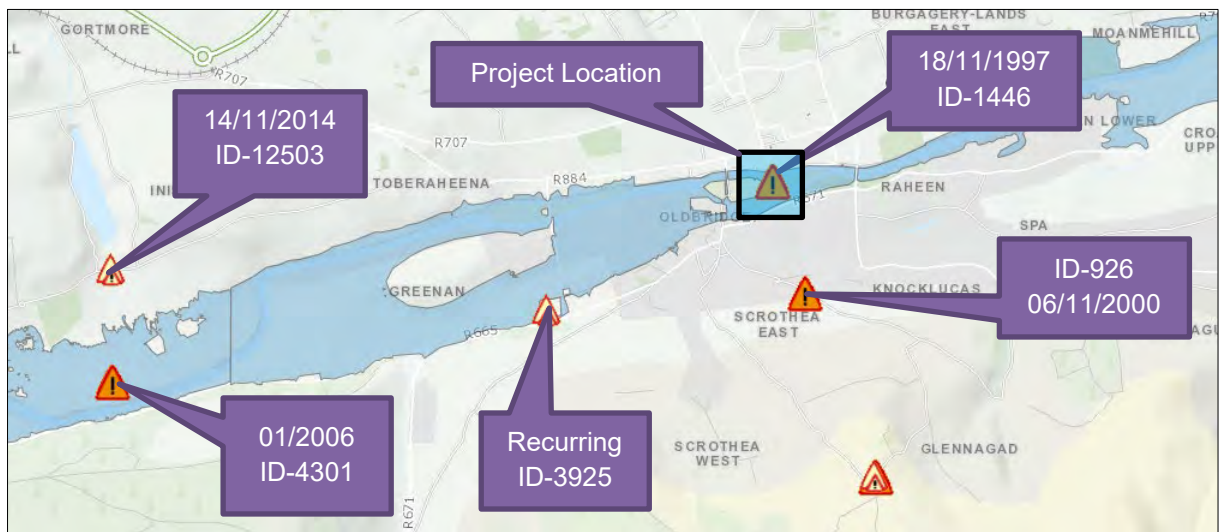 GORTMORE
R707
BURGAGERY-LANDS
EAST
MOANMEHILL
Project Location
18/11/1997
ID-1446
14/11/2014
ID-12503
R707
LOWER
UPP
TOBERAHEENA
R884
RAHEEN
R671
OLDBRIDGE
SPA
ID-926
06/11/2000
GREENAN
KNOCKLUCAS
SCROTHEA
EAST
R665
01/2006
ID-4301
Recurring
ID-3925
SCROTHEA
WEST
GLENNAGAD
R671